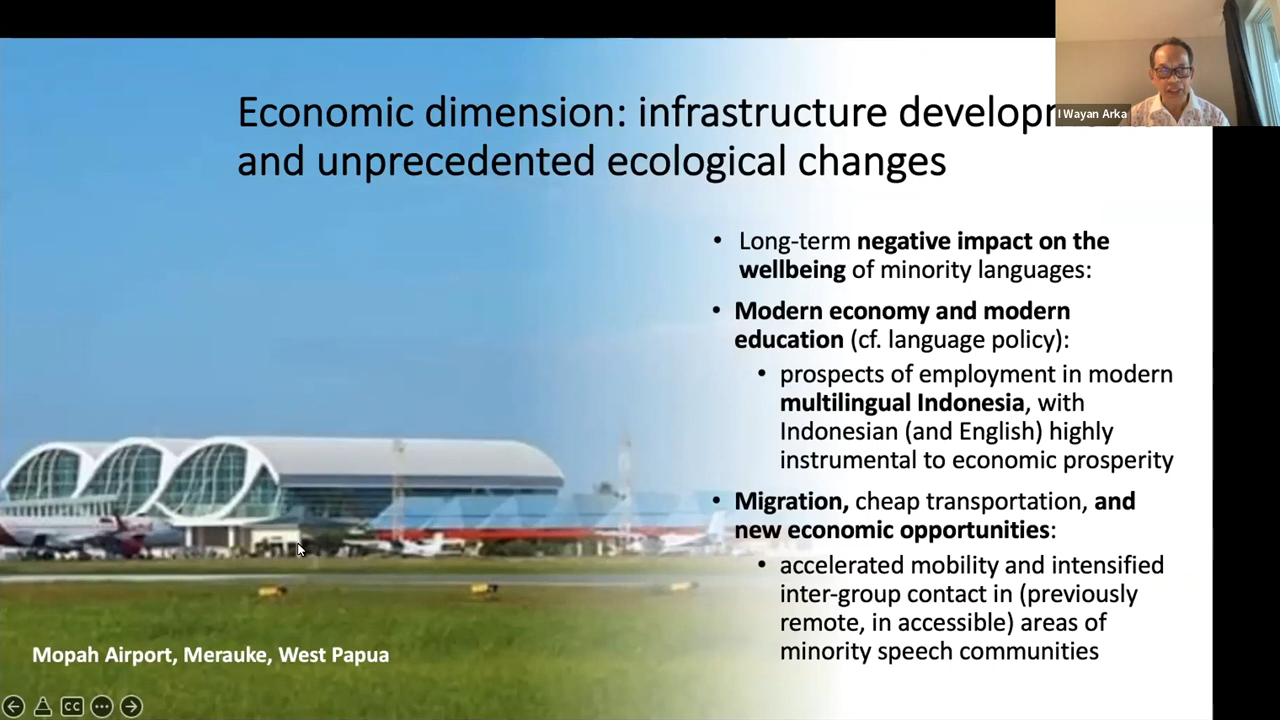 Economic dimension: infrastructure develop
and unprecedented ecological changes
I Wayan Arka
• Long-term negative impact on the
wellbeing of minority languages:
• Modern economy and modern
education (cf. language policy):
• prospects of employment in modern
multilingual Indonesia, with
Indonesian (and English) highly
instrumental to economic prosperity
• Migration, cheap transportation, and
new economic opportunities:
• accelerated mobility and intensified
inter-group contact in (previously
remote, in accessible) areas of
minority speech communities
Mopah Airport, Merauke, West Papua
CC